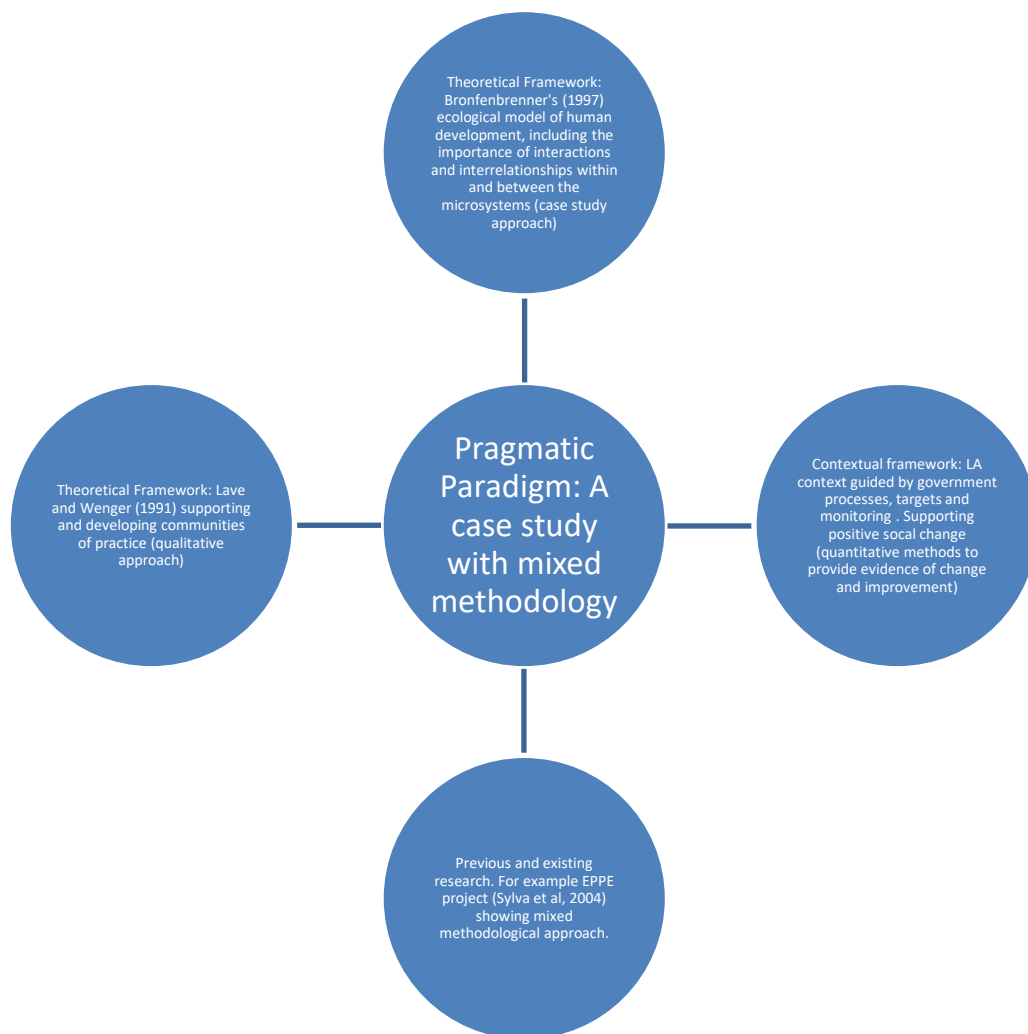 Theoretical Framework:
Bronfenbrenner's (1997)
ecological model of human
development, including the
importance of interactions
and interrelationships within
and between the
microsystems (case study
approach)
Theoretical Framework: Lave
and Wenger (1991) supporting
and developing communities
of practice (qualitative
approach)
Pragmatic
Paradigm: A
case study
with mixed
methodology
Contextual framework: LA
context guided by government
processes, targets and
monitoring . Supporting
positive socal change
(quantitative methods to
provide evidence of change
and improvement)
Previous and existing
research. For example EPPE
project (Sylva et al, 2004)
showing mixed
methodological approach.